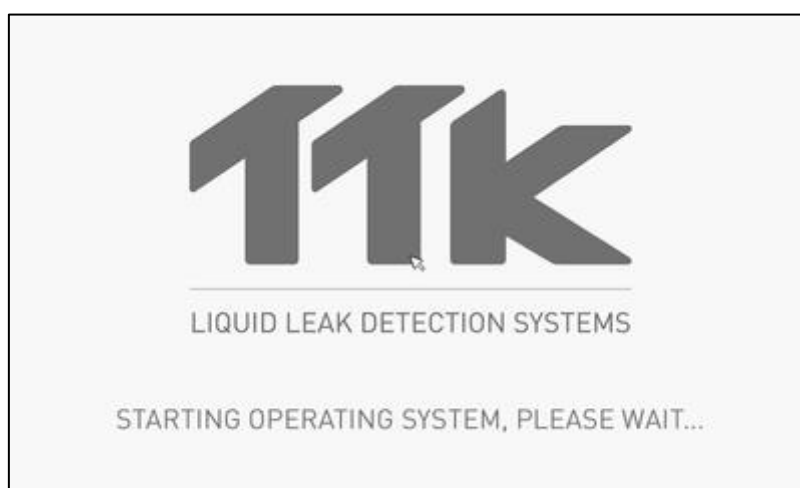 TTK
LIQUID LEAK DETECTION SYSTEMS
STARTING OPERATING SYSTEM, PLEASE WAIT...